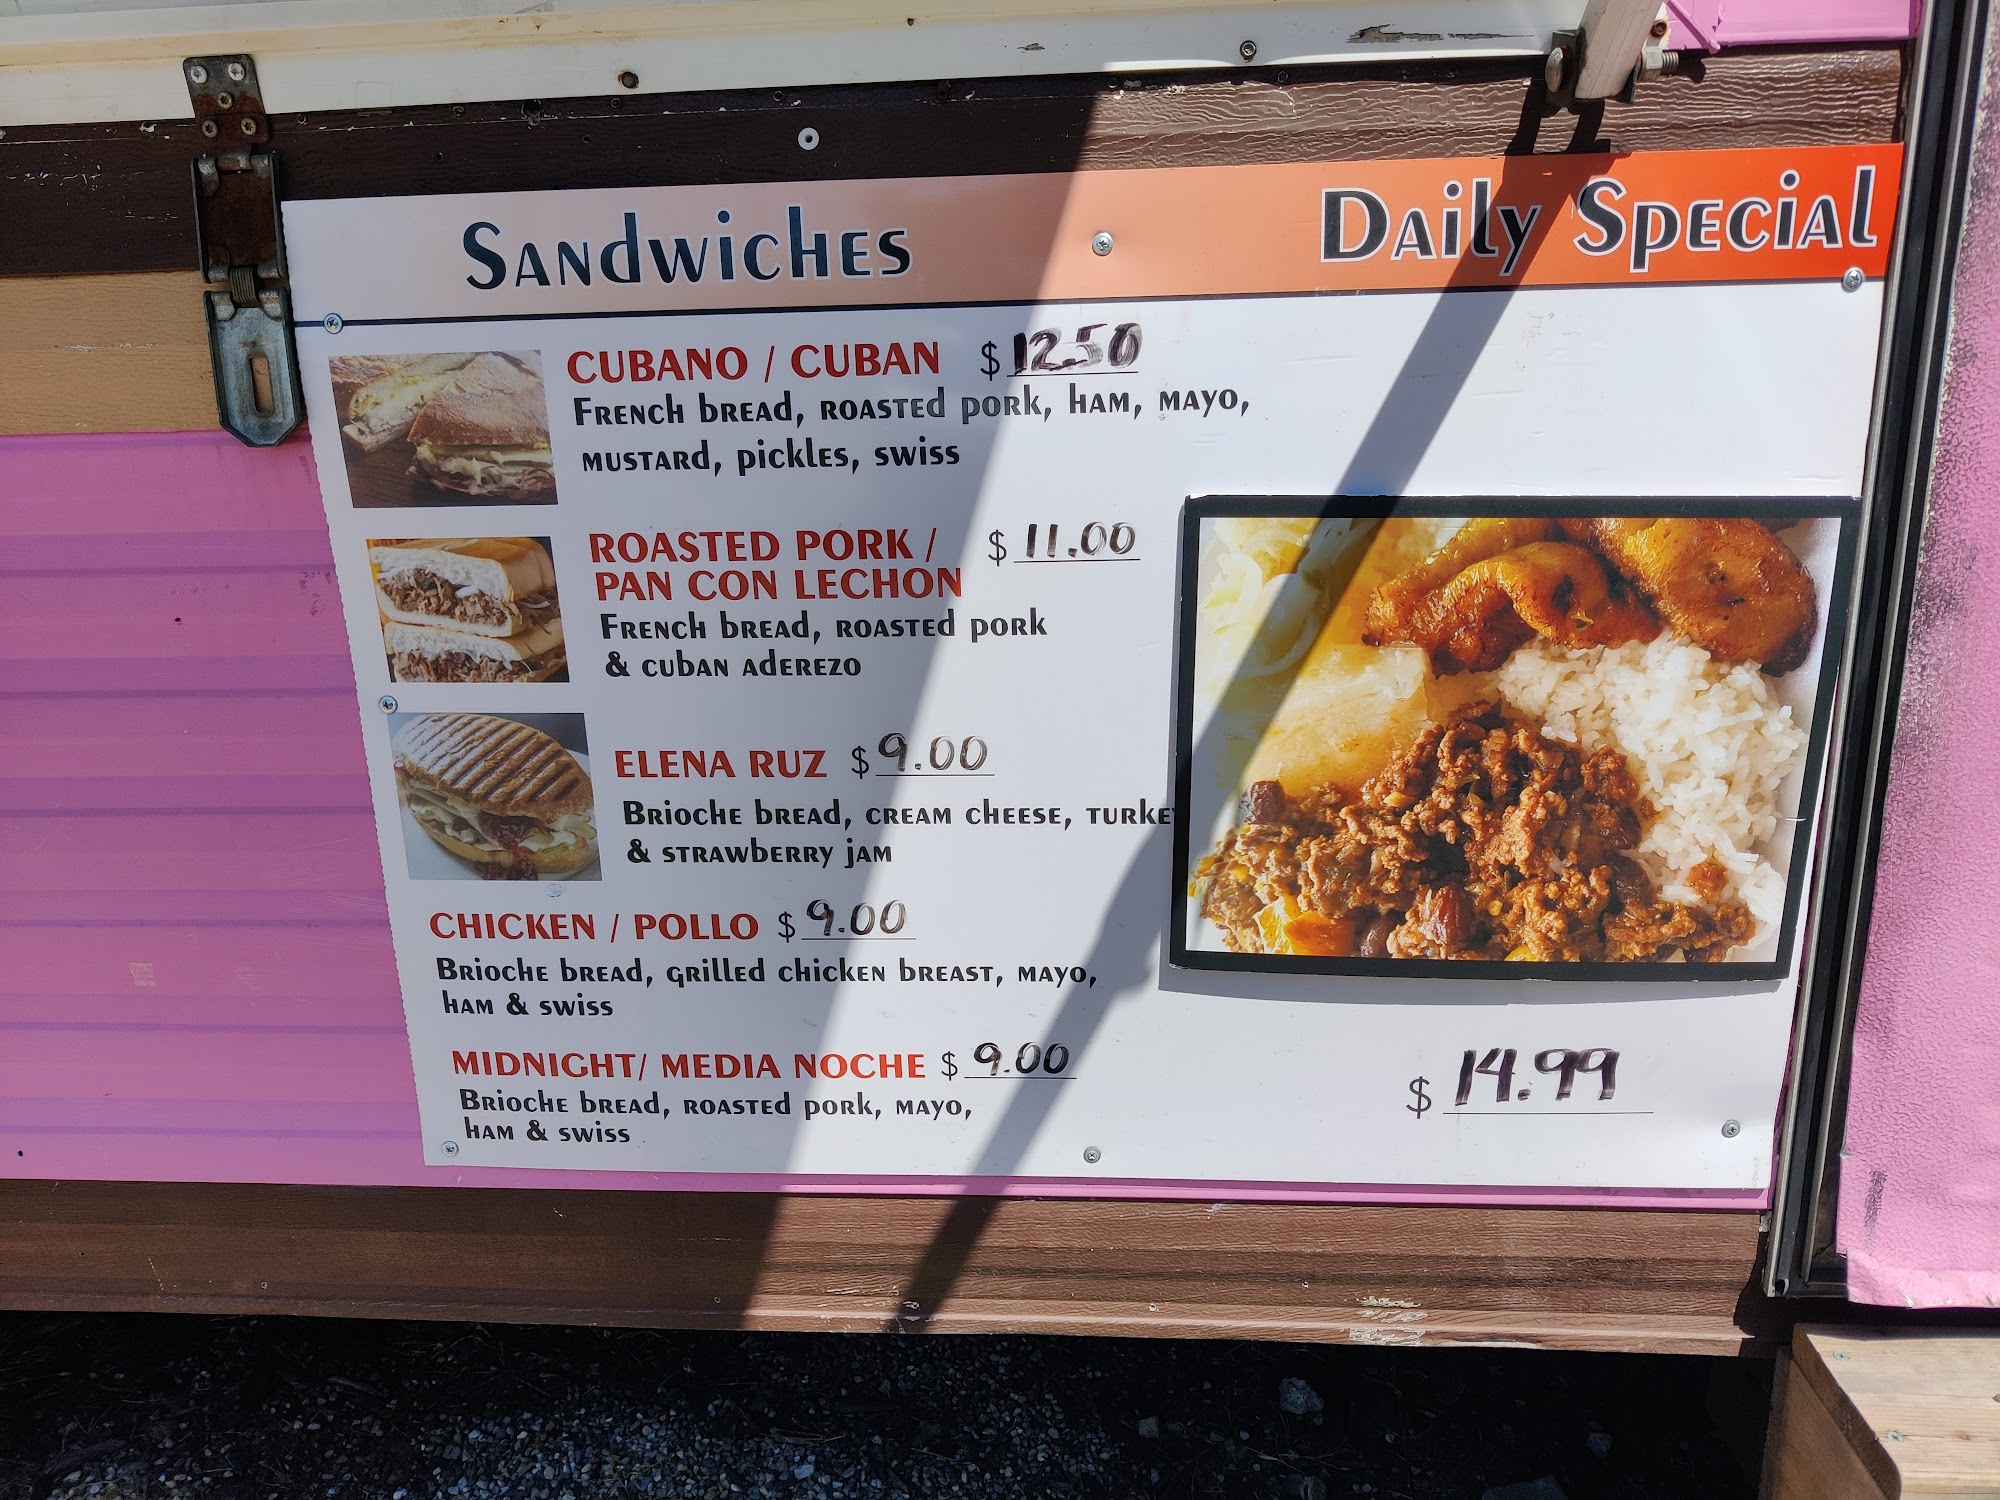 Sandwiches
Daily Special
CUBANO / CUBAN $ 12.50
French bread, roasted pork, ham, mayo,
mustard, pickles, swiss
ROASTED PORK / $ 11.00
PAN CON LECHON
French bread, roasted pork
& cuban aderezo
ELENA RUZ $ 9.00
Brioche bread, cream cheese, turkey
& strawberry jam
CHICKEN / POLLO $ 9.00
Brioche bread, grilled chicken breast, mayo,
ham & swiss
MIDNIGHT/ MEDIA NOCHE $ 9.00
Brioche bread, roasted pork, mayo,
ham & swiss
$ 14.99